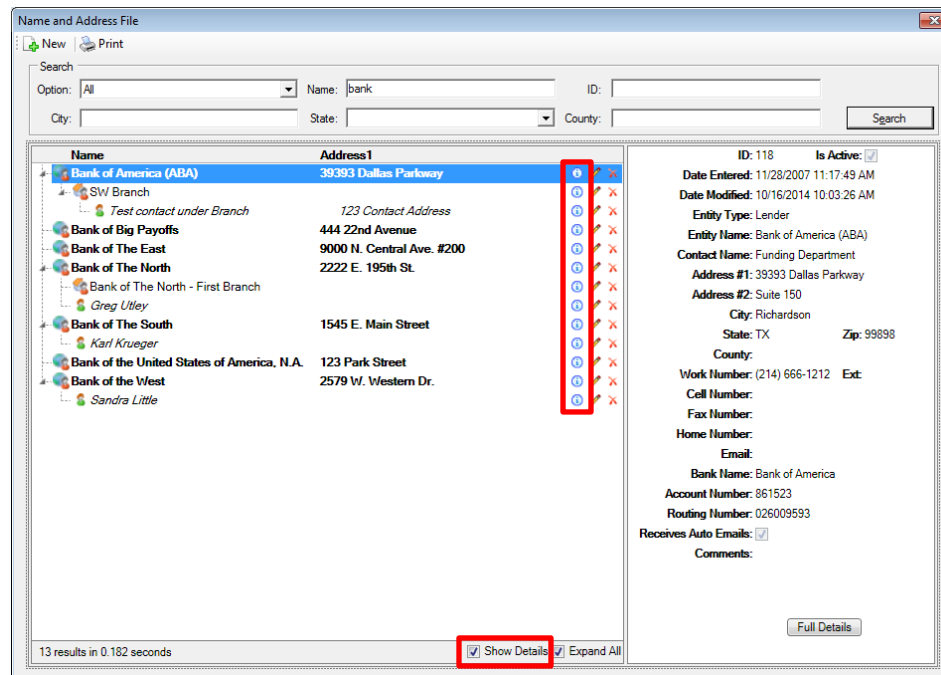 Name and Address File
New Print
Search
Option: All Name: bank ID:
City: State: County: Search
Name Address1
Bank of America (ABA) 39393 Dallas Parkway
SW Branch
Test contact under Branch 123 Contact Address
Bank of Big Payoffs 444 22nd Avenue
Bank of The East 9000 N. Central Ave. #200
Bank of The North 2222 E. 195th St.
Bank of The North - First Branch
Greg Utley
Bank of The South 1545 E. Main Street
Karl Krueger
Bank of the United States of America, N.A. 123 Park Street
Bank of the West 2579 W. Western Dr.
Sandra Little
13 results in 0.182 seconds Show Details Expand All
ID: 118 Is Active:
Date Entered: 11/28/2007 11:17:49 AM
Date Modified: 10/16/2014 10:03:26 AM
Entity Type: Lender
Entity Name: Bank of America (ABA)
Contact Name: Funding Department
Address #1: 39393 Dallas Parkway
Address #2: Suite 150
City: Richardson
State: TX Zip: 99898
County:
Work Number: (214) 666-1212 Ext:
Cell Number:
Fax Number:
Home Number:
Email:
Bank Name: Bank of America
Account Number: 861523
Routing Number: 026009593
Receives Auto Emails:
Comments:
Full Details